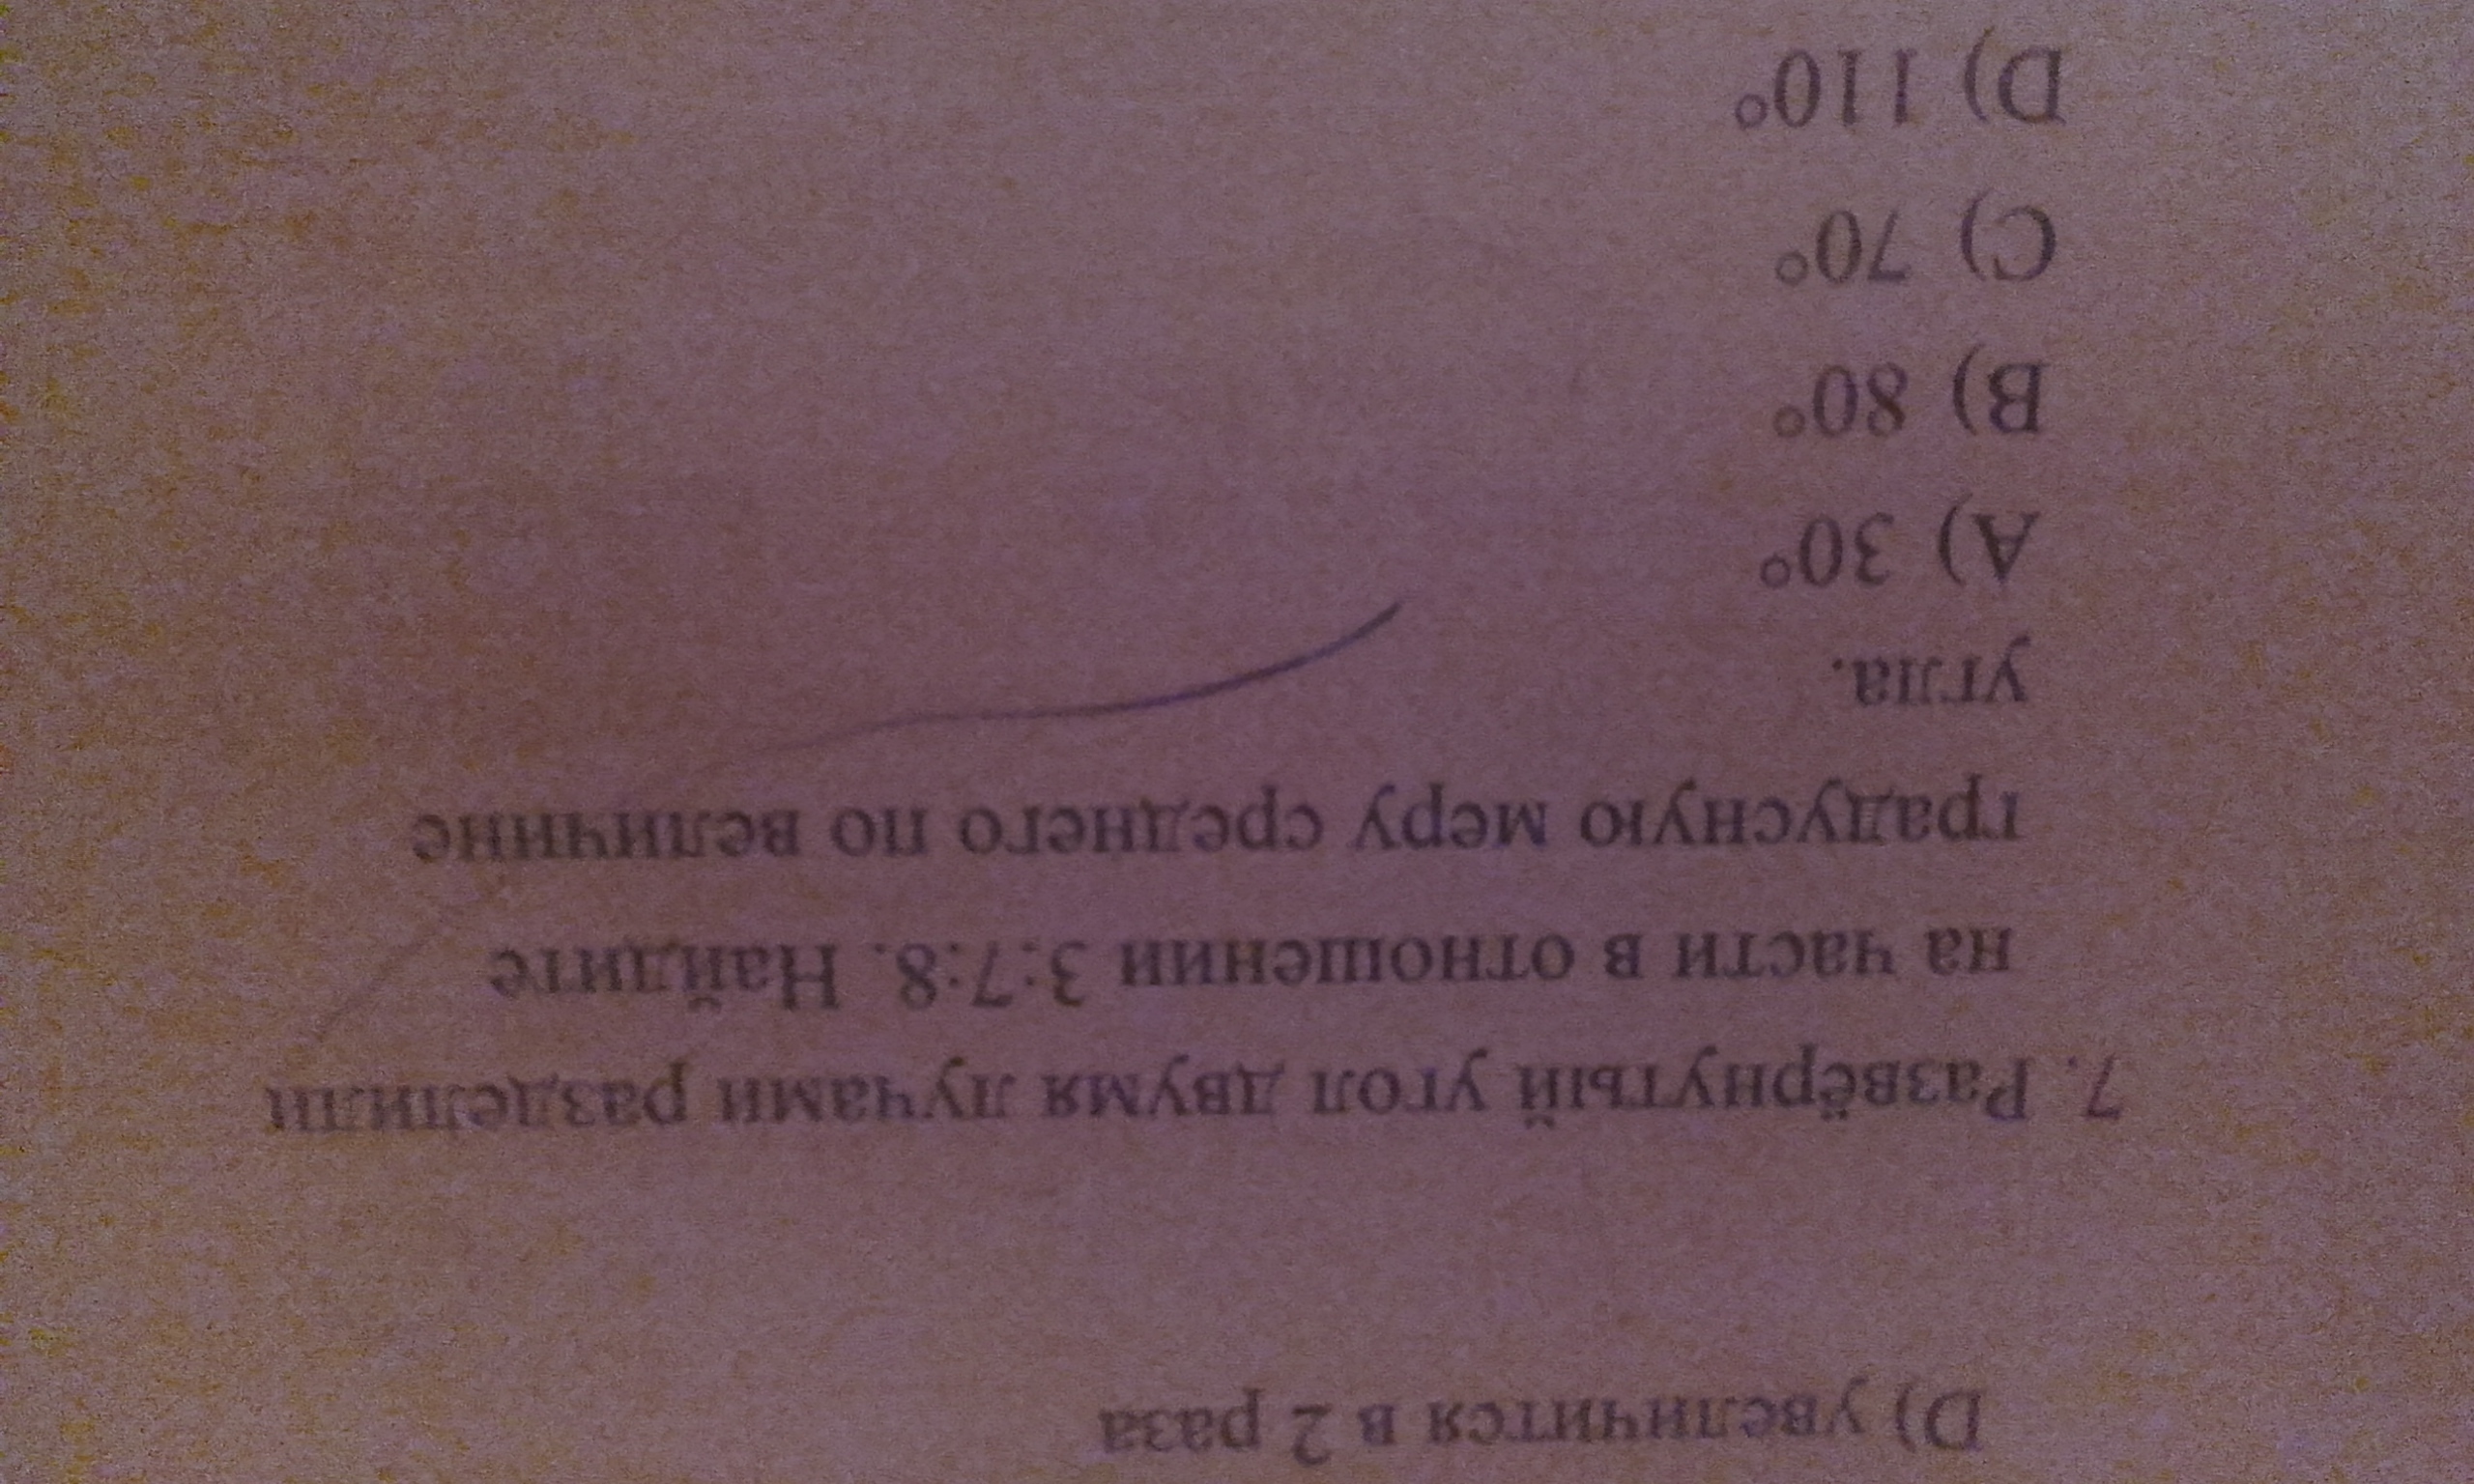 D) увеличится в 2 раза
7. Развёрнутый угол двумя лучами разделили
на части в отношении 3:7:8. Найдите
градусную меру среднего по величине
угла.
A) 30°
B) 80°
C) 70°
D) 110°